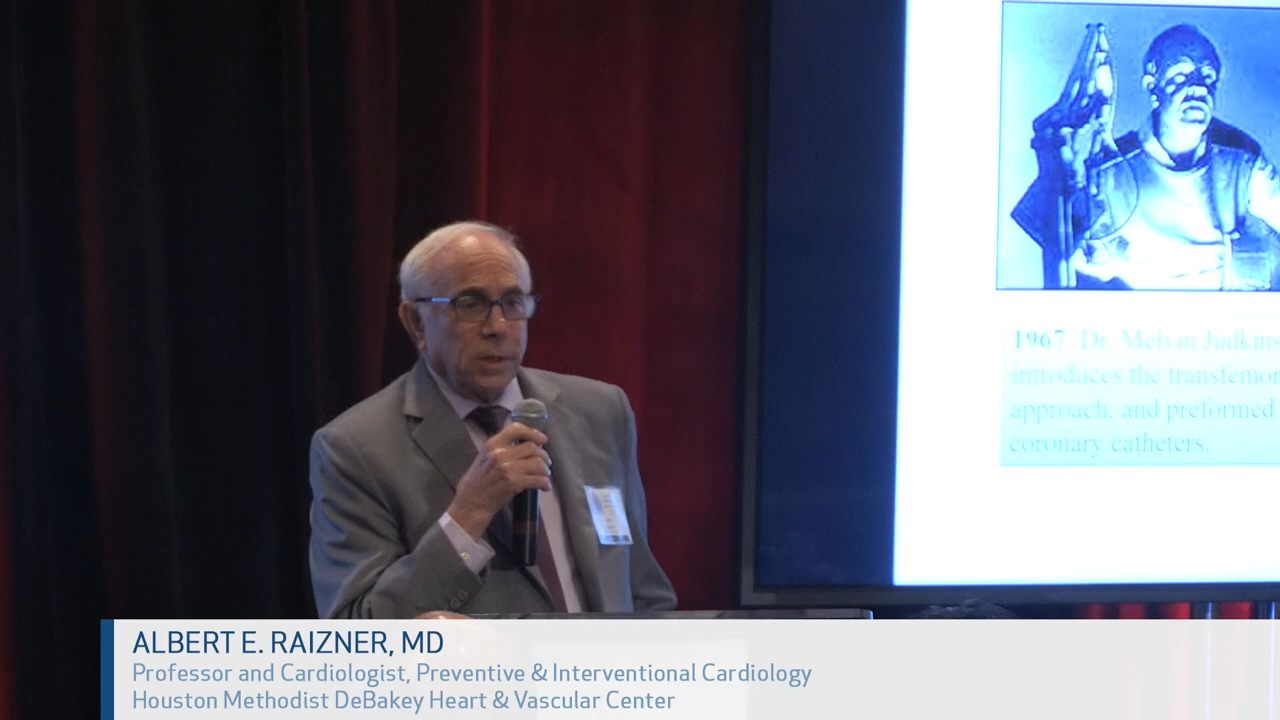 1967. Dr. Melvin Judkins
introduces the transfemor
approach, and preformed
coronary catheters.
ALBERT E. RAIZNER, MD
Professor and Cardiologist, Preventive & Interventional Cardiology
Houston Methodist DeBakey Heart & Vascular Center